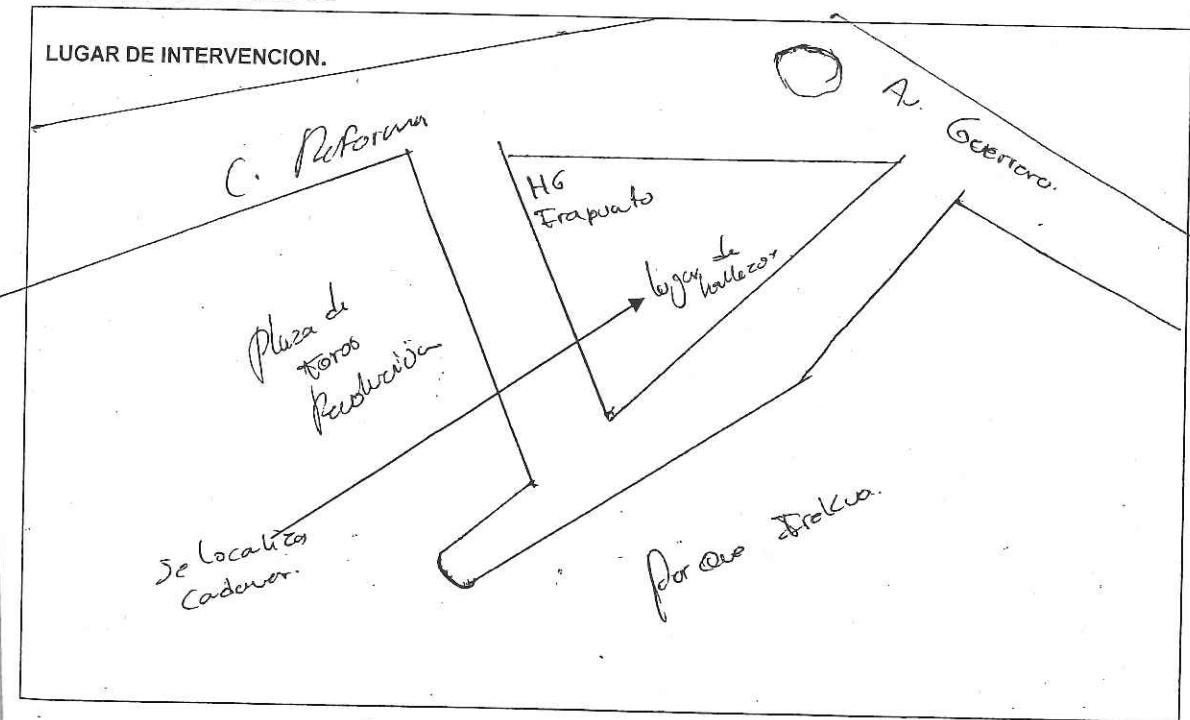 LUGAR DE INTERVENCION.
C. Reforma
Av.
Guerrero.
HG
Irapuato
lugar de
hallazgo
Plaza de
toros
Revolución
Se localizo
Cadaver.
Parque Irekua.